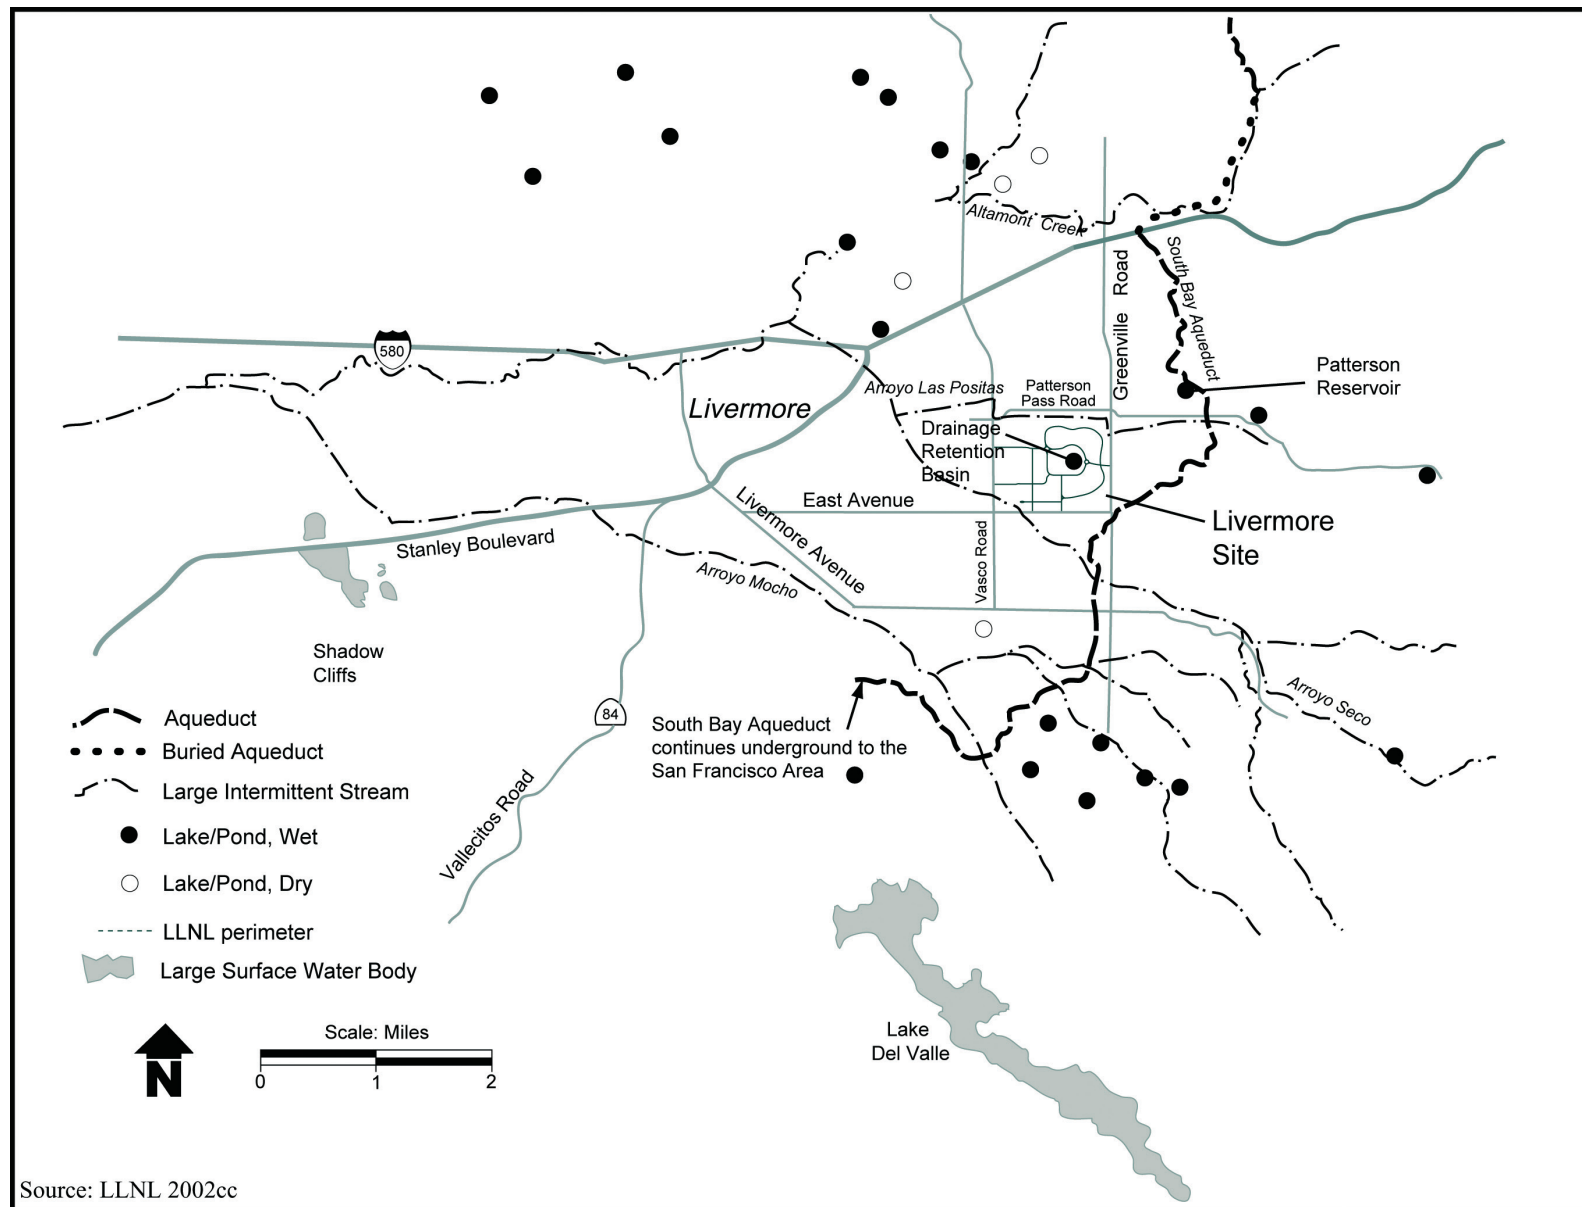 Altamont Creek
South Bay Aqueduct
Greenville Road
580
Patterson
Reservoir
Arroyo Las Positas
Patterson
Pass Road
Livermore
Drainage
Retention
Basin
East Avenue
Livermore Avenue
Livermore
Site
Vasco Road
Stanley Boulevard
Arroyo Mocho
Shadow
Cliffs
Arroyo Seco
84
South Bay Aqueduct
continues underground to the
San Francisco Area
Vallecitos Road
Aqueduct
Buried Aqueduct
Large Intermittent Stream
Lake/Pond, Wet
Lake/Pond, Dry
LLNL perimeter
Large Surface Water Body
Lake
Del Valle
N
Scale: Miles
0 1 2
Source: LLNL 2002cc